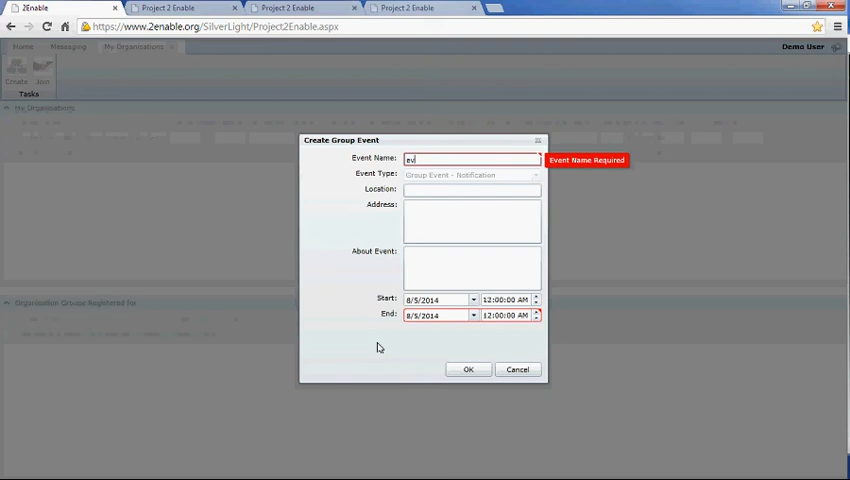 2Enable
Project 2 Enable
Project 2 Enable
Project 2 Enable
https://www.2enable.org/SilverLight/Project2Enable.aspx
Home
Messaging
My Organisations
Demo User
Create
Join
Tasks
My Organisations
Create Group Event
Event Name:
ev
Event Name Required
Event Type:
Group Event - Notification
Location:
Address:
About Event:
Start:
8/5/2014
12:00:00 AM
End:
8/5/2014
12:00:00 AM
Organisation Groups Registered for
OK
Cancel